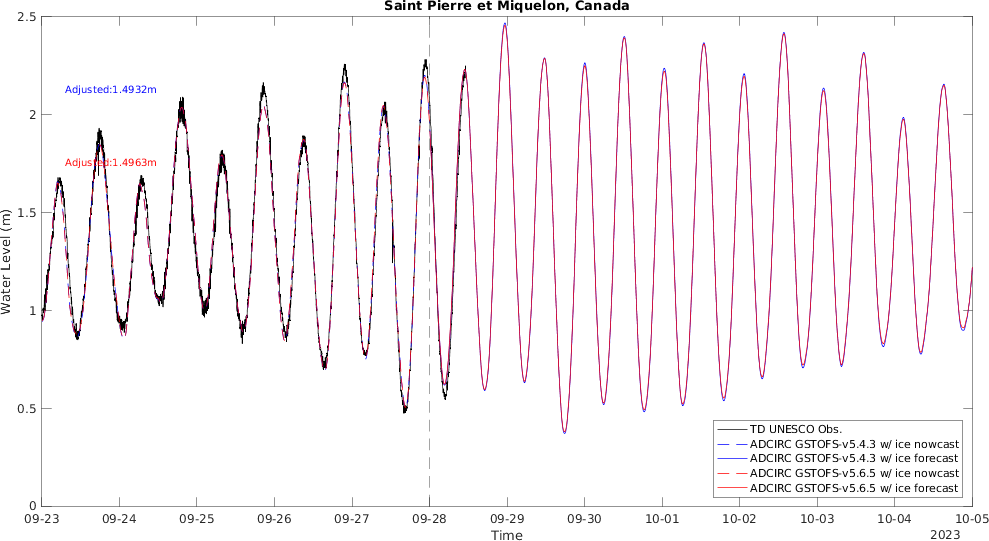 Saint Pierre et Miquelon, Canada
2.5
2
1.5
1
0.5
0
Water Level (m)
Adjusted:1.4932m
Adjusted:1.4963m
TD UNESCO Obs.
ADCIRC GSTOFS-v5.4.3 w/ ice nowcast
ADCIRC GSTOFS-v5.4.3 w/ ice forecast
ADCIRC GSTOFS-v5.6.5 w/ ice nowcast
ADCIRC GSTOFS-v5.6.5 w/ ice forecast
09-23 09-24 09-25 09-26 09-27 09-28 09-29 09-30 10-01 10-02 10-03 10-04 10-05
Time
2023